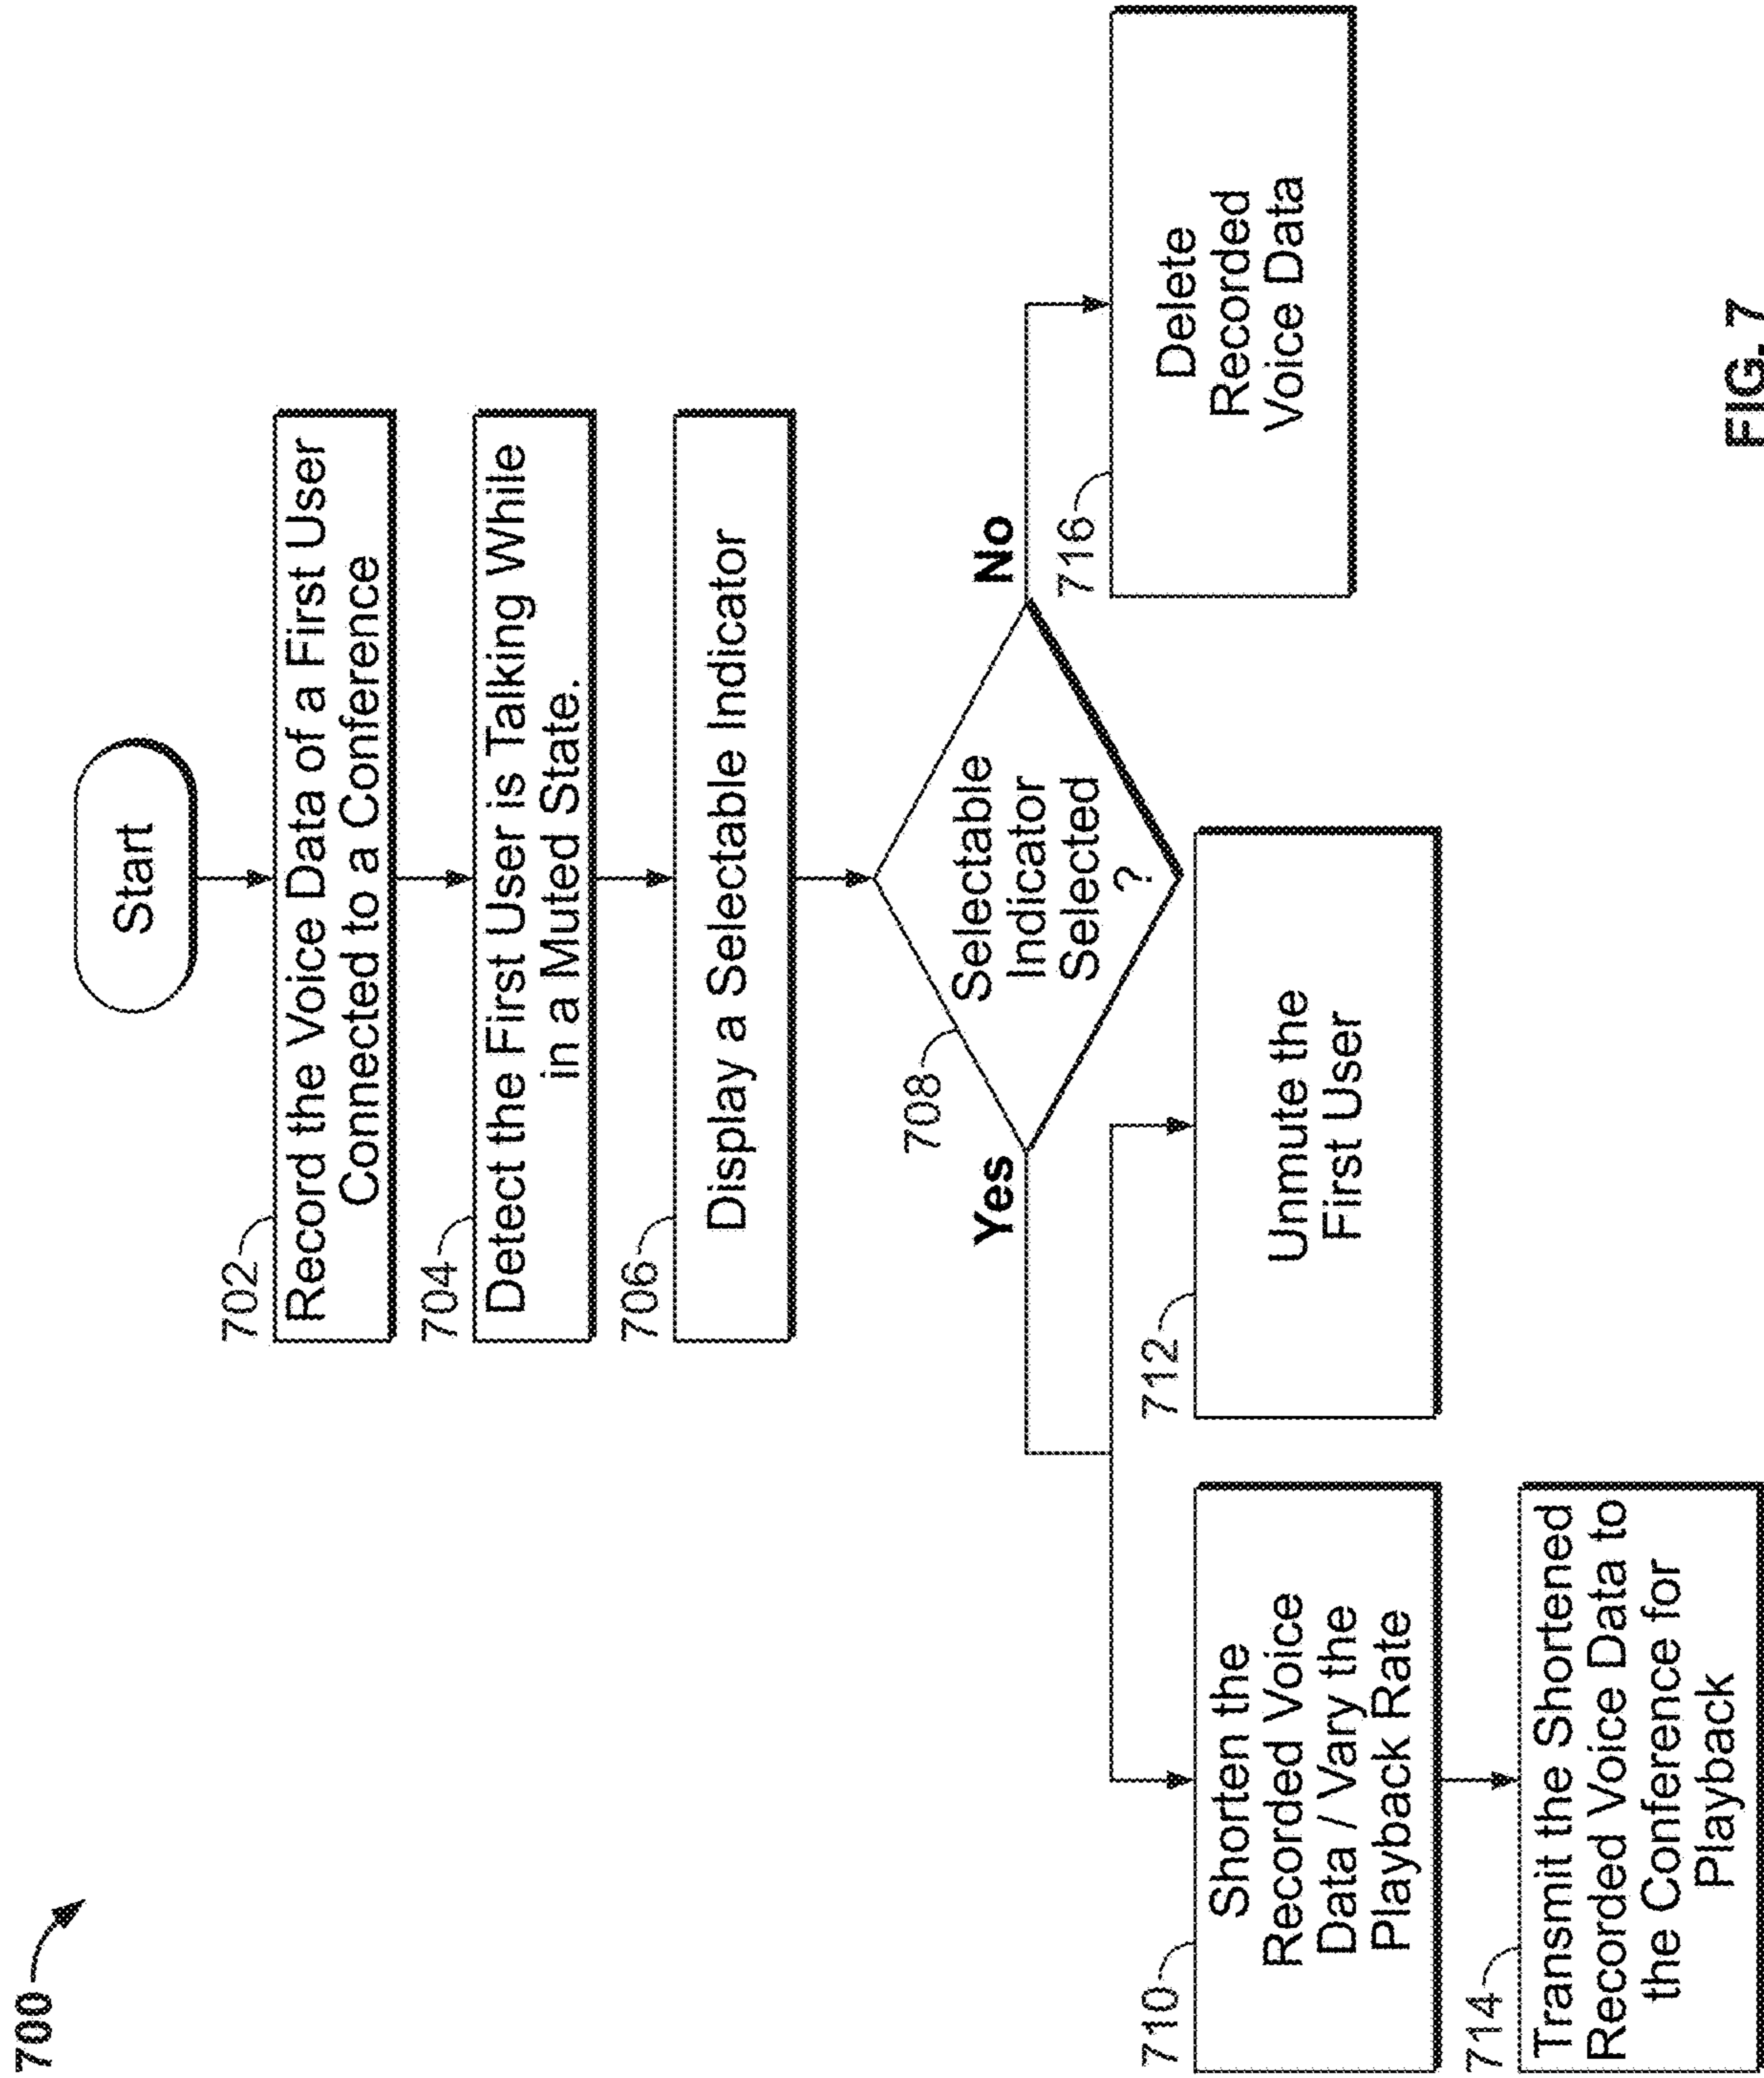 700
Start
702
Record the Voice Data of a First User
Connected to a Conference
704
Detect the First User is Talking While
in a Muted State.
706
Display a Selectable Indicator
708
Selectable
Indicator
Selected
?
Yes
No
710
Shorten the
Recorded Voice
Data / Vary the
Playback Rate
712
Unmute the
First User
716
Delete
Recorded
Voice Data
714
Transmit the Shortened
Recorded Voice Data to
the Conference for
Playback
FIG. 7